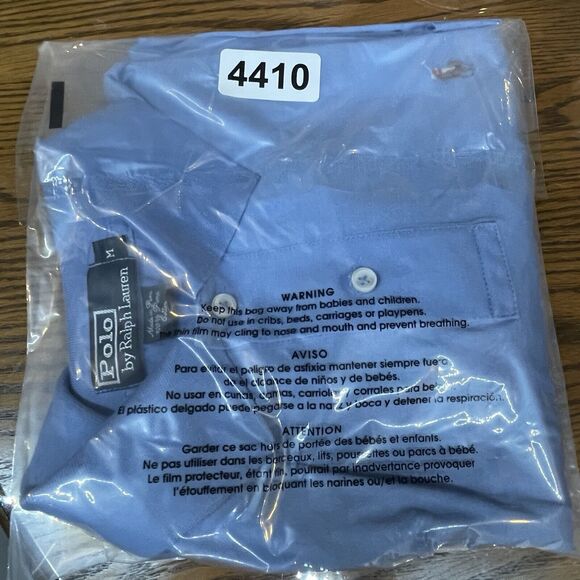 4410
M
Polo
by Ralph Lauren
WARNING
Keep this bag away from babies and children.
Do not use in cribs, beds, carriages or playpens.
The thin film may cling to nose and mouth and prevent breathing.
AVISO
Para evitar el peligro de asfixia mantener siempre fuera
de el alcance de niños y de bebés.
No usar en cunas, camas, carriolas y corrales para
El plástico delgado puede pegarse a la nariz y boca y detener la respiración.
ATTENTION
Garder ce sac hors de portée des bébés et enfants.
Ne pas utiliser dans les berceaux, lits, poussettes ou parcs à bébé.
Le film protecteur, étant fin, pourrait par inadvertance provoquer
l'étouffement en bloquant les narines ou/et la bouche.